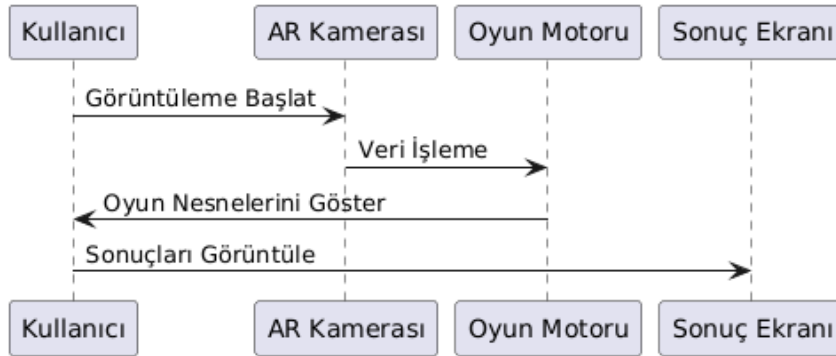 Kullanıcı AR Kamerası Oyun Motoru Sonuç Ekranı
Görüntüleme Başlat
Veri İşleme
Oyun Nesnelerini Göster
Sonuçları Görüntüle
Kullanıcı AR Kamerası Oyun Motoru Sonuç Ekranı